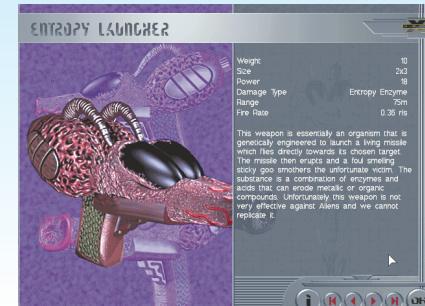 ENTROPY LAUNCHER
Weight 10
Size 2x3
Power 18
Damage Type Entropy Enzyme
Range 75m
Fire Rate 0.36 r/s
This weapon is essentially an organism that is
genetically engineered to launch a living missile
which flies directly towards its chosen target.
The missile then erupts and a foul smelling
sticky goo smothers the unfortunate victim. The
substance is a combination of enzymes and
acids that can erode metallic or organic
compounds. Unfortunately this weapon is not
very effective against Aliens and we cannot
replicate it.
i